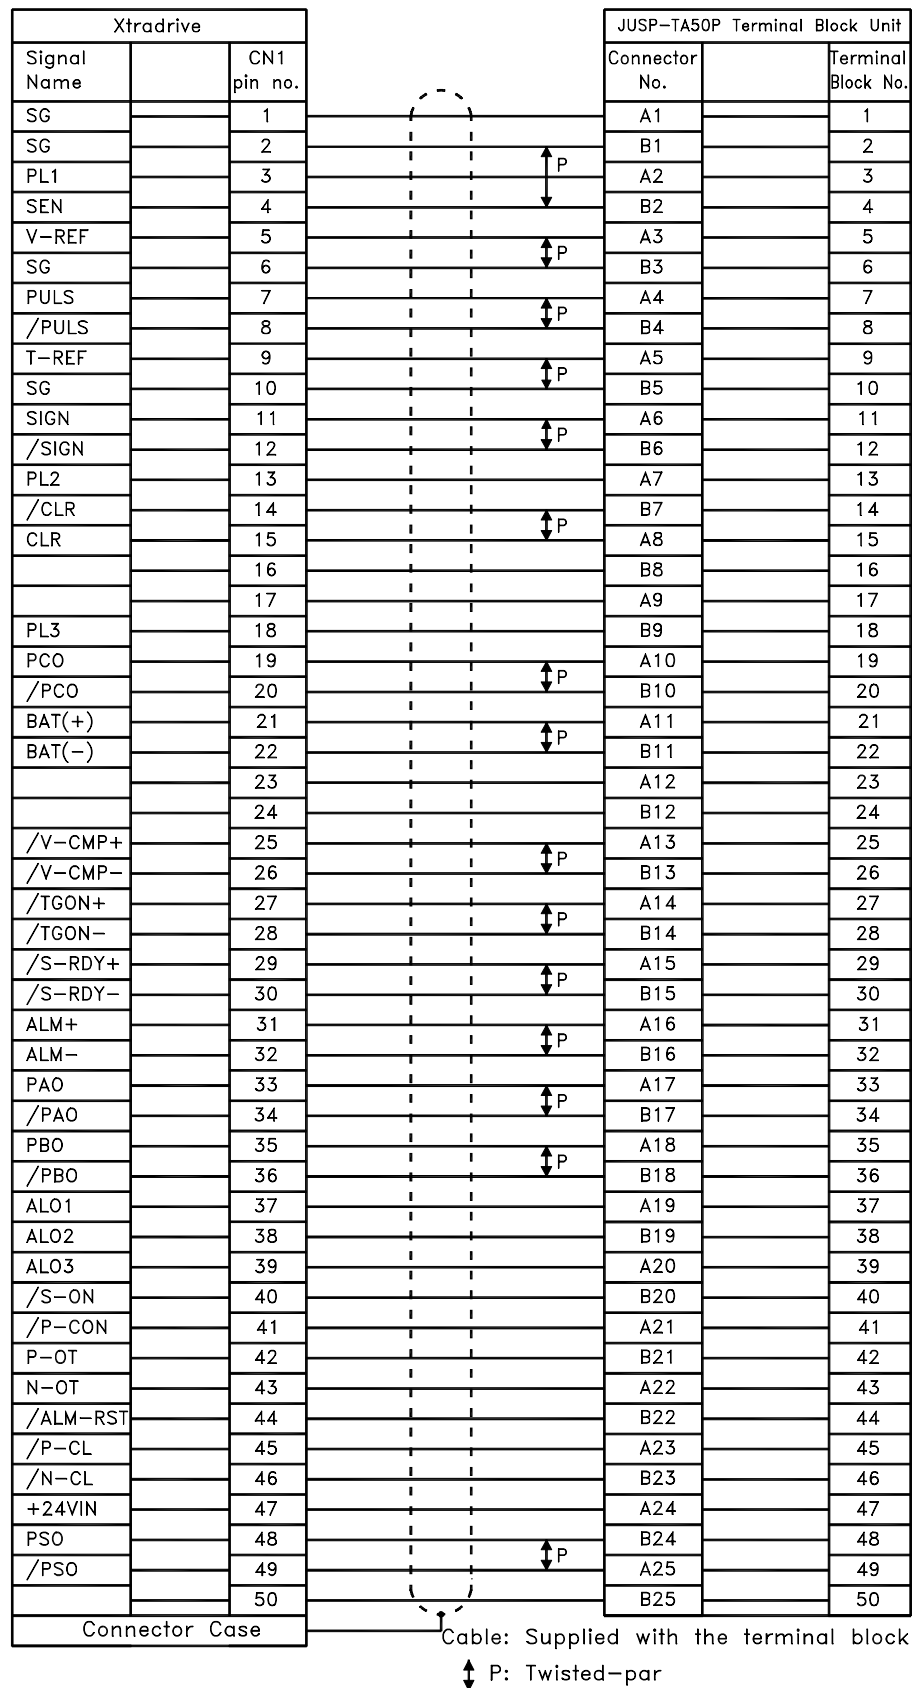 Xtradrive JUSP-TA50P Terminal Block Unit
Signal Name CN1 pin no. Connector No. Terminal Block No.
SG 1 A1 1
SG 2 B1 2
P
PL1 3 A2 3
SEN 4 B2 4
V-REF 5 A3 5
P
SG 6 B3 6
PULS 7 A4 7
P
/PULS 8 B4 8
T-REF 9 A5 9
P
SG 10 B5 10
SIGN 11 A6 11
P
/SIGN 12 B6 12
PL2 13 A7 13
/CLR 14 B7 14
P
CLR 15 A8 15
16 B8 16
17 A9 17
PL3 18 B9 18
PCO 19 A10 19
P
/PCO 20 B10 20
BAT(+) 21 A11 21
P
BAT(-) 22 B11 22
23 A12 23
24 B12 24
/V-CMP+ 25 A13 25
P
/V-CMP- 26 B13 26
/TGON+ 27 A14 27
P
/TGON- 28 B14 28
/S-RDY+ 29 A15 29
P
/S-RDY- 30 B15 30
ALM+ 31 A16 31
P
ALM- 32 B16 32
PAO 33 A17 33
P
/PAO 34 B17 34
PBO 35 A18 35
P
/PBO 36 B18 36
ALO1 37 A19 37
ALO2 38 B19 38
ALO3 39 A20 39
/S-ON 40 B20 40
/P-CON 41 A21 41
P-OT 42 B21 42
N-OT 43 A22 43
/ALM-RST 44 B22 44
/P-CL 45 A23 45
/N-CL 46 B23 46
+24VIN 47 A24 47
PSO 48 B24 48
P
/PSO 49 A25 49
50 B25 50
Connector Case
Cable: Supplied with the terminal block
P: Twisted-par